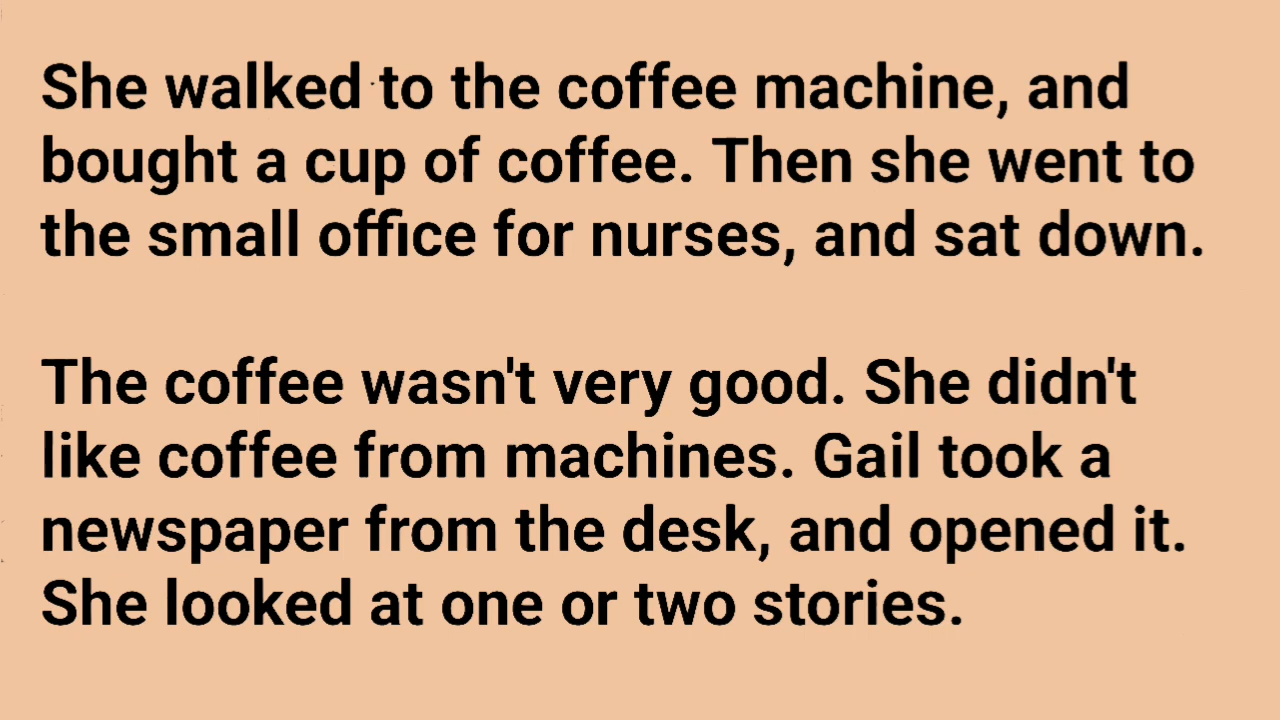 She walked to the coffee machine, and
bought a cup of coffee. Then she went to
the small office for nurses, and sat down.
The coffee wasn't very good. She didn't
like coffee from machines. Gail took a
newspaper from the desk, and opened it.
She looked at one or two stories.